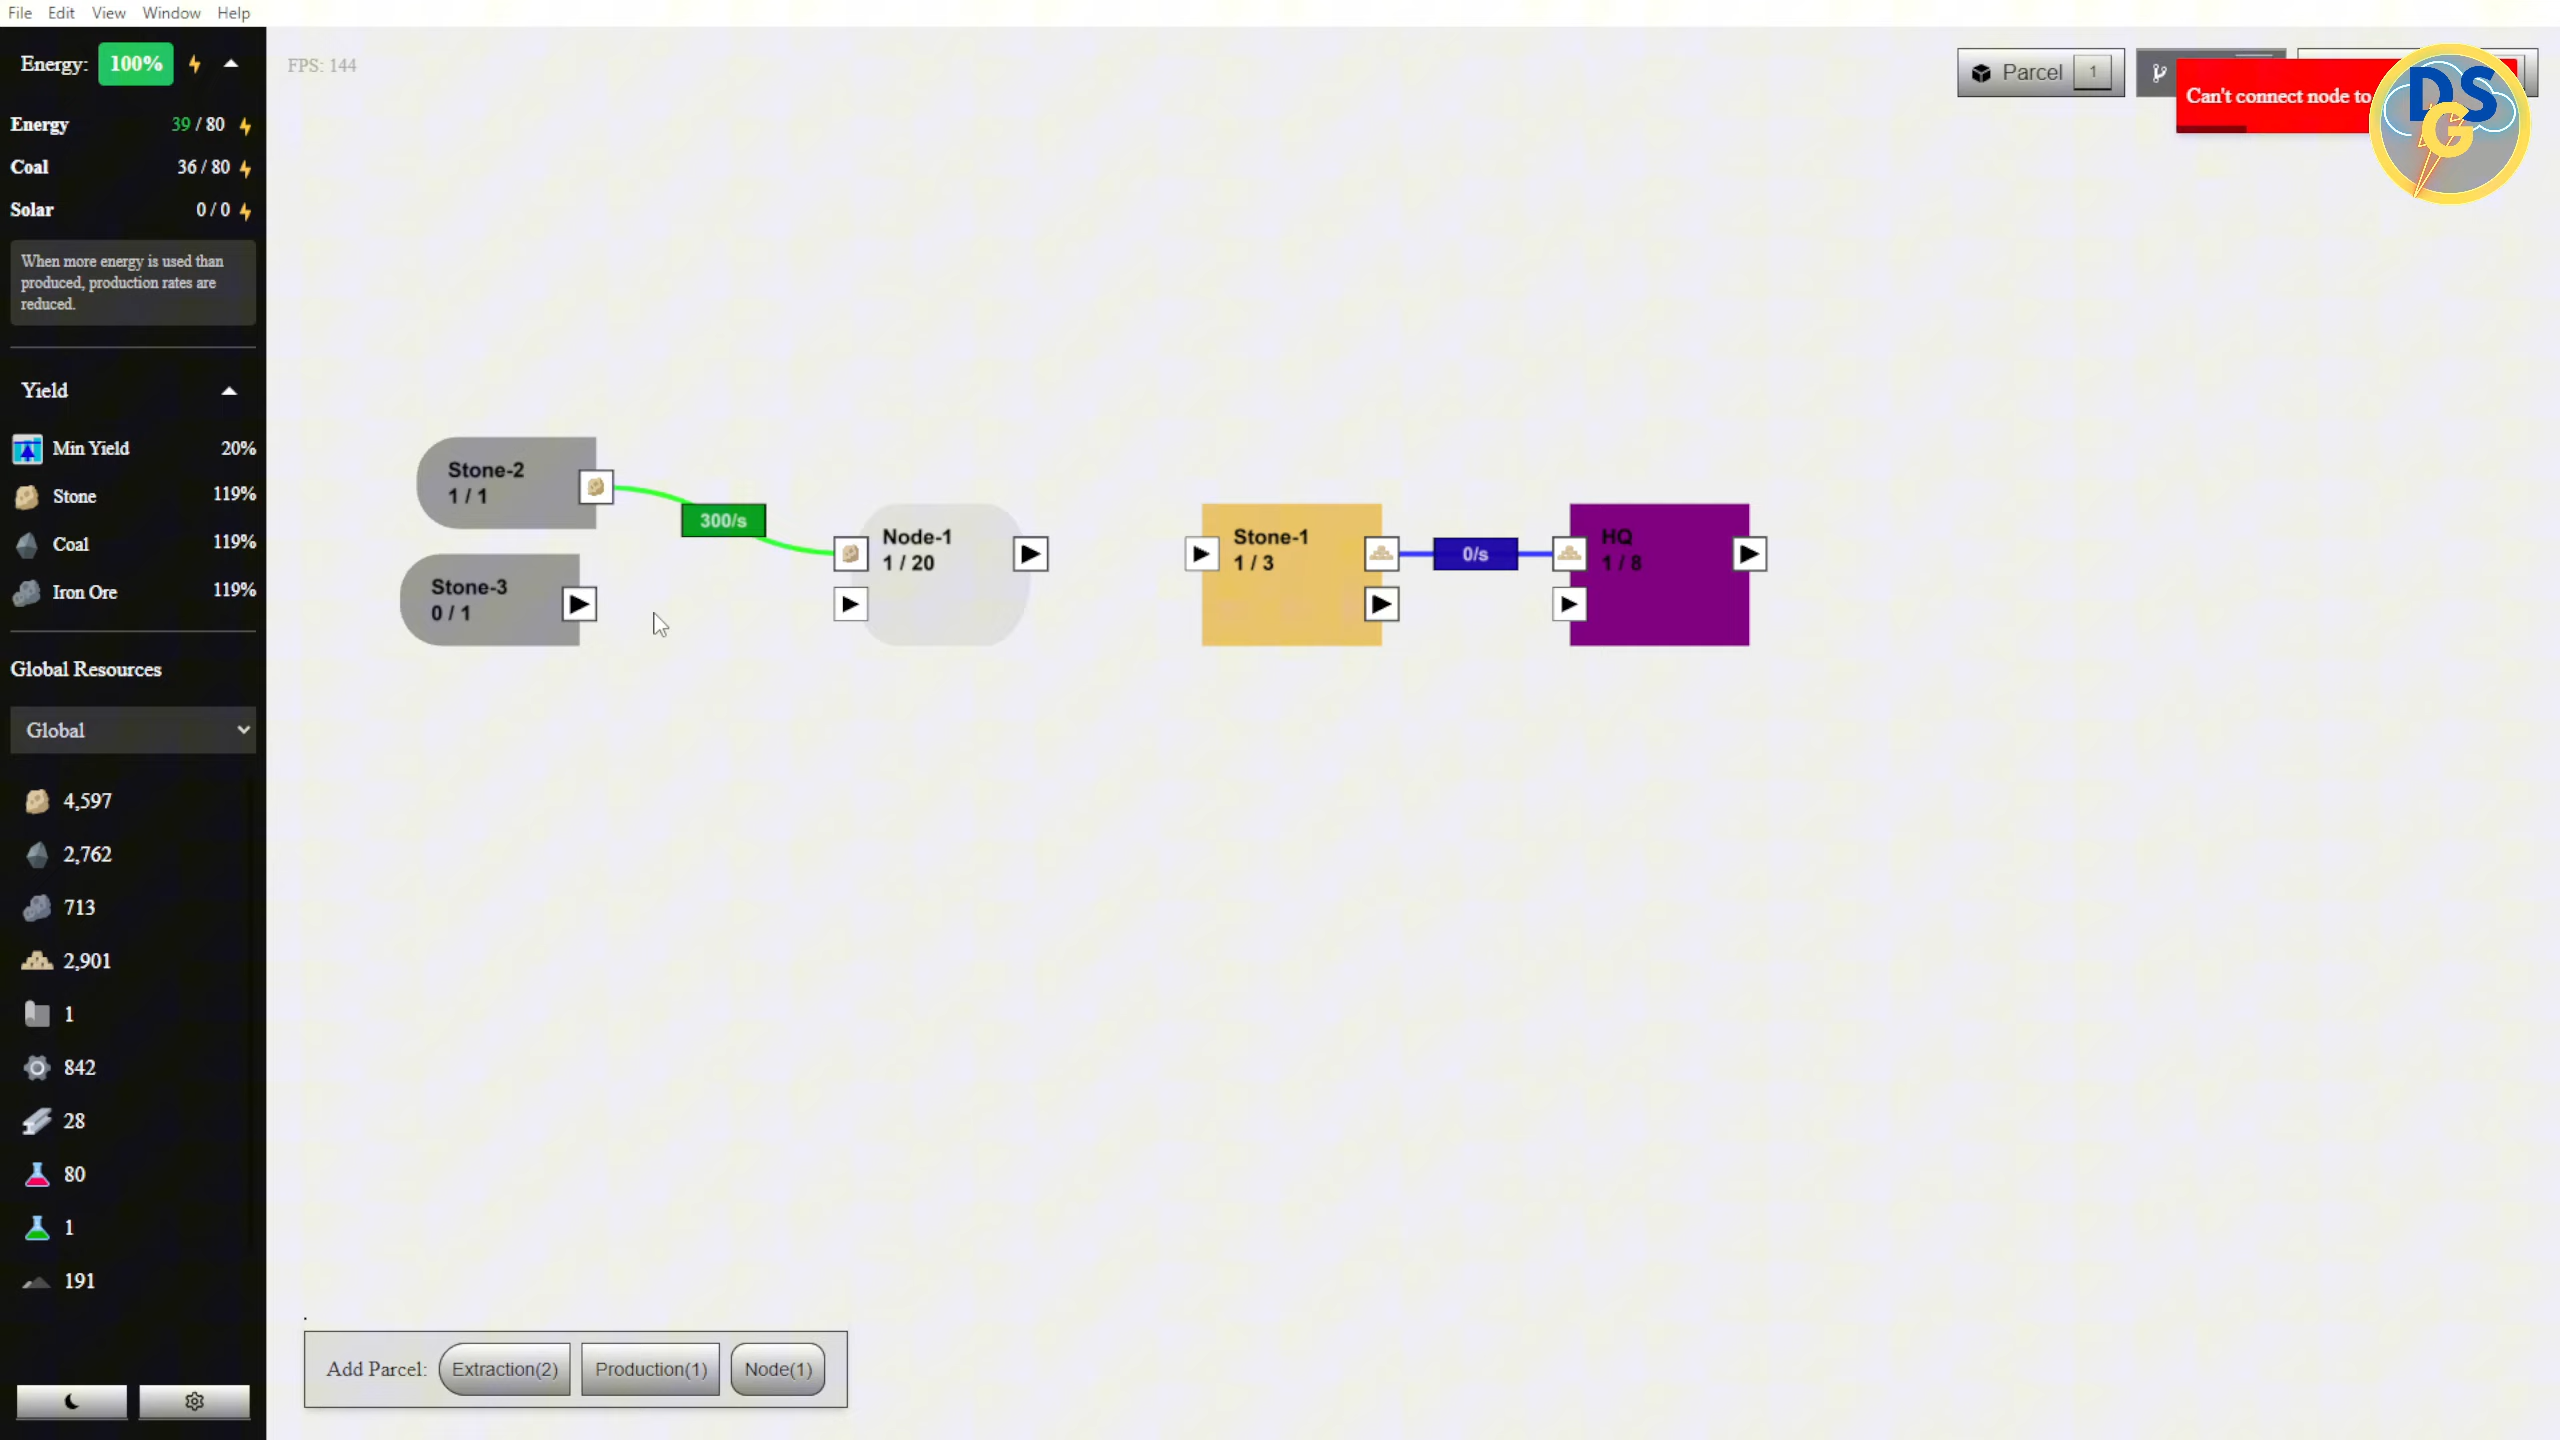 File Edit View Window Help
Energy: 100%
FPS: 144
Parcel 1
Can't connect node to
DSG
Energy 39 / 80
Coal 36 / 80
Solar 0 / 0
When more energy is used than
produced, production rates are
reduced.
Yield
Min Yield 20%
Stone 119%
Coal 119%
Iron Ore 119%
Stone-2
1 / 1
300/s
Stone-3
0 / 1
Node-1
1 / 20
Stone-1
1 / 3
0/s
HQ
1 / 8
Global Resources
Global
4,597
2,762
713
2,901
1
842
28
80
1
191
Add Parcel: Extraction(2) Production(1) Node(1)